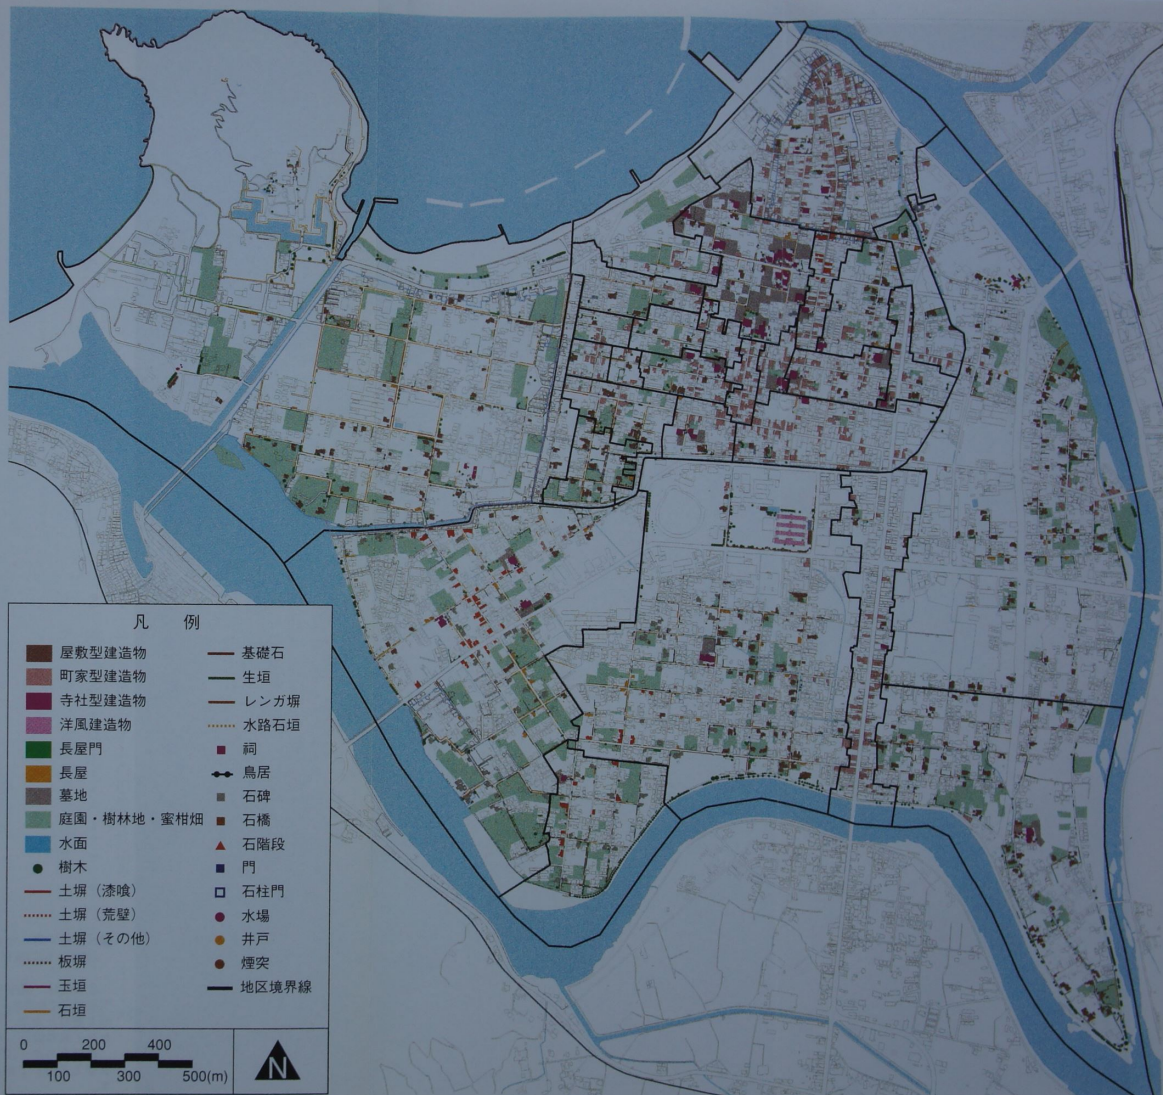 凡 例
屋敷型建造物
町家型建造物
寺社型建造物
洋風建造物
長屋門
長屋
墓地
庭園・樹林地・蜜柑畑
水面
樹木
土塀（漆喰）
土塀（荒壁）
土塀（その他）
板塀
玉垣
石垣
基礎石
生垣
レンガ塀
水路石垣
祠
鳥居
石碑
石橋
石階段
門
石柱門
水場
井戸
煙突
地区境界線
0 200 400
100 300 500(m)
N